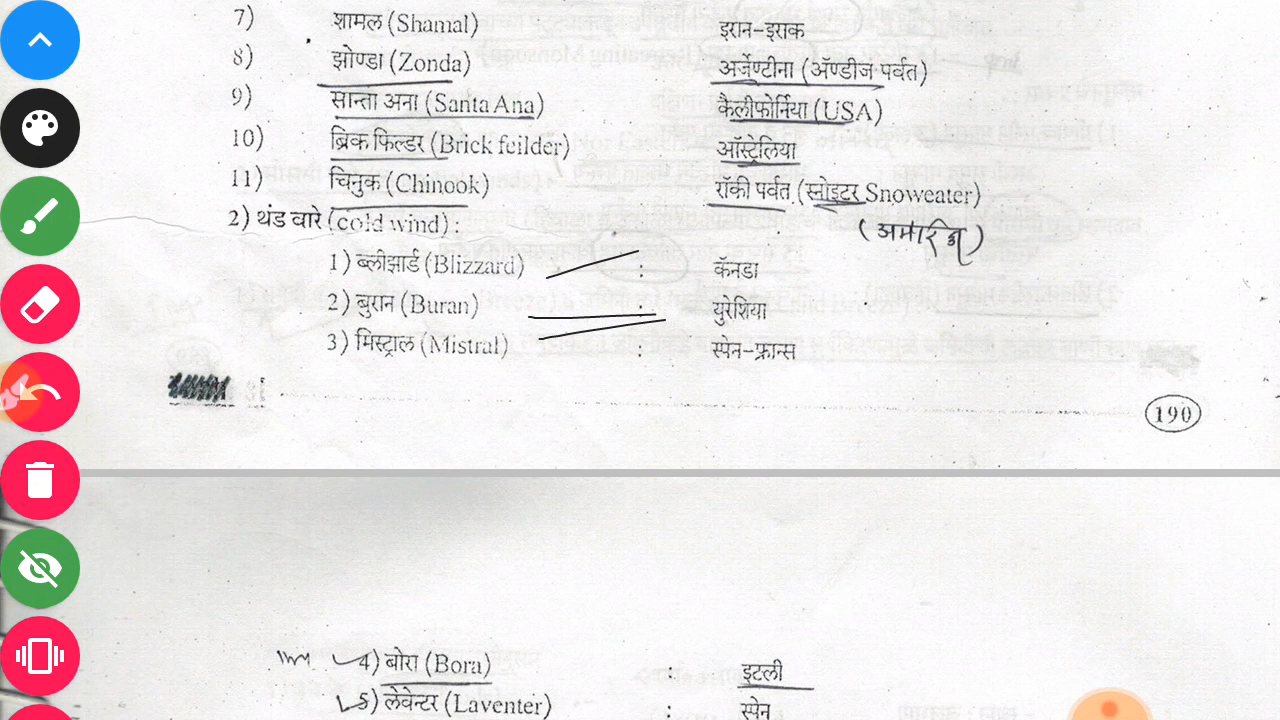 7) शामल (Shamal) इरान-इराक
8) झोण्डा (Zonda) अर्जेण्टीना (ॲण्डीज पर्वत)
9) सान्ता अना (Santa Ana) कैलीफोर्निया (USA)
10) ब्रिक फिल्डर (Brick feilder) ऑस्ट्रेलिया
11) चिनुक (Chinook) रॉकी पर्वत (स्नोइटर Snoweater)
2) थंड वारे (cold wind) :
1) ब्लीझार्ड (Blizzard) : कॅनडा
2) बुरान (Buran) : युरेशिया
3) मिस्ट्राल (Mistral) : स्पेन-फ्रान्स
190
4) बोरा (Bora) : इटली
5) लेवेन्टर (Laventer) : स्पेन